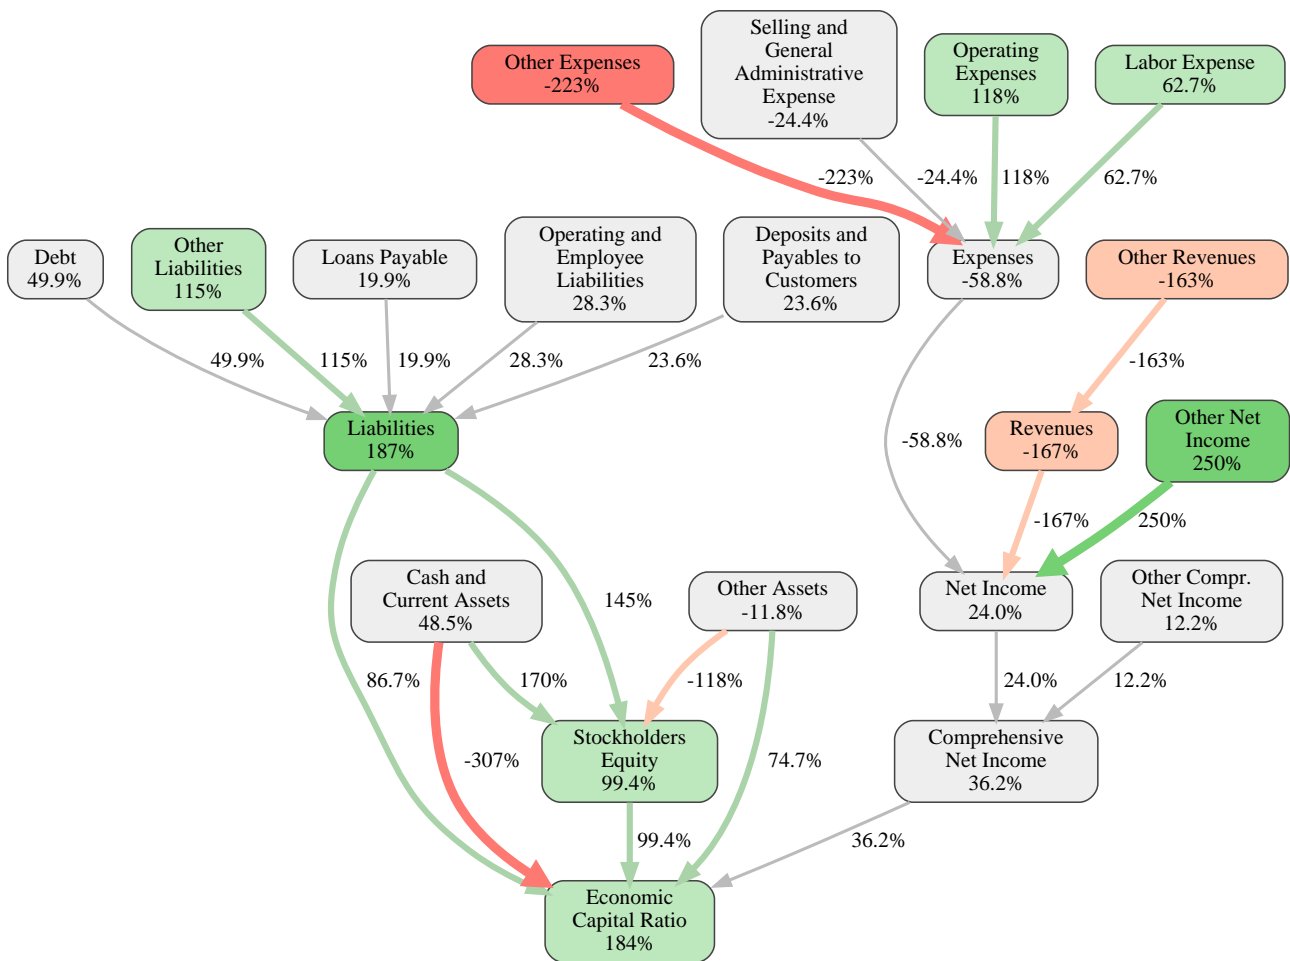 Other Expenses
-223%
Selling and
General
Administrative
Expense
-24.4%
Operating
Expenses
118%
Labor Expense
62.7%
-223%
-24.4%
118%
62.7%
Debt
49.9%
Other
Liabilities
115%
Loans Payable
19.9%
Operating and
Employee
Liabilities
28.3%
Deposits and
Payables to
Customers
23.6%
Expenses
-58.8%
Other Revenues
-163%
49.9%
115%
19.9%
28.3%
23.6%
-163%
Liabilities
187%
-58.8%
Revenues
-167%
Other Net
Income
250%
-167%
250%
Cash and
Current Assets
48.5%
145%
Other Assets
-11.8%
Net Income
24.0%
Other Compr.
Net Income
12.2%
86.7%
170%
-118%
24.0%
12.2%
-307%
Stockholders
Equity
99.4%
74.7%
Comprehensive
Net Income
36.2%
99.4%
36.2%
Economic
Capital Ratio
184%